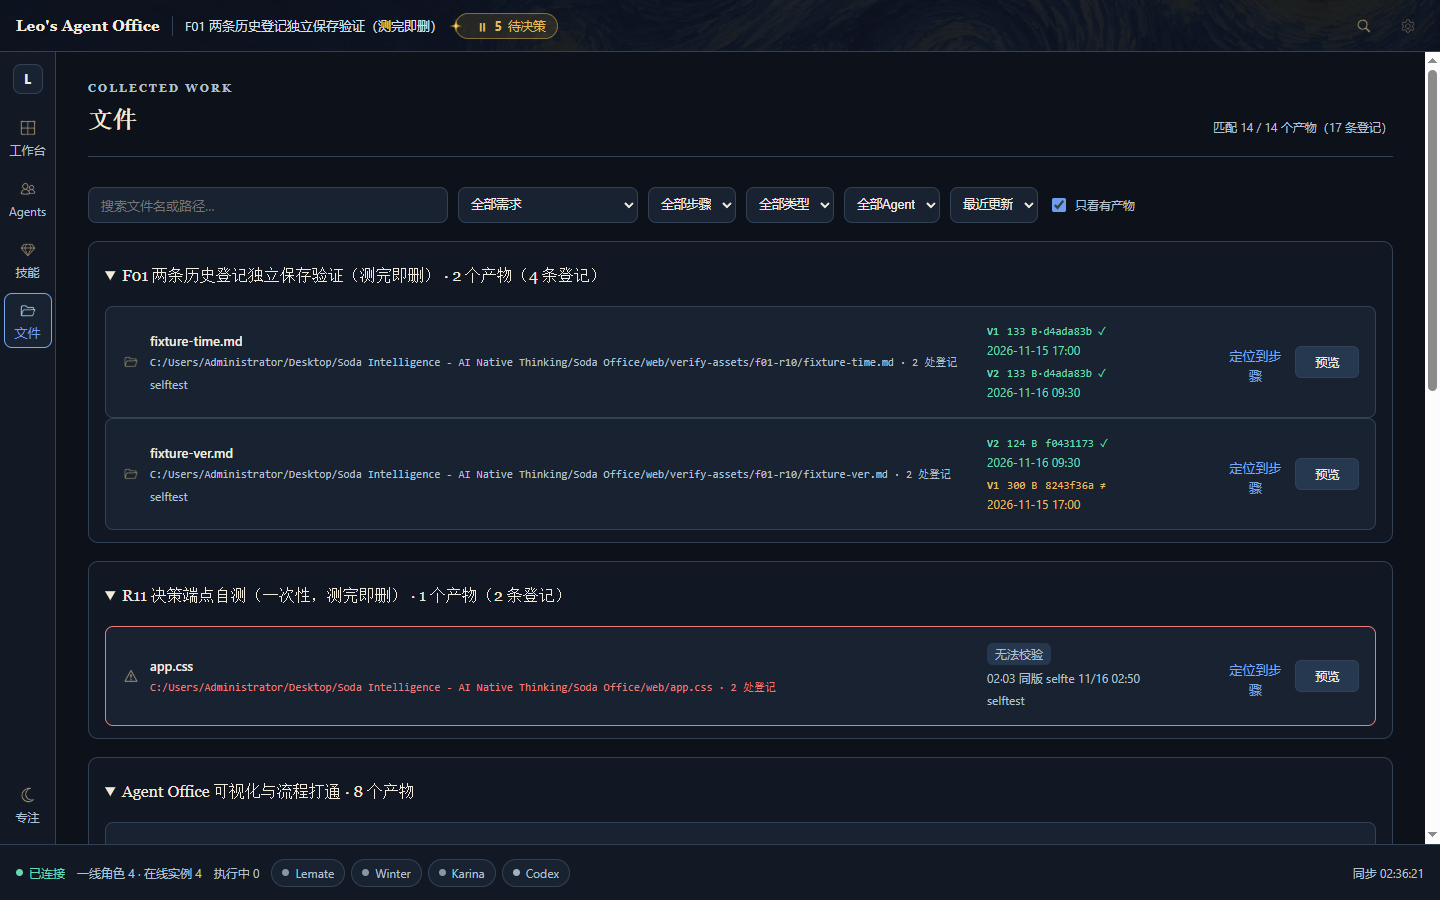 Leo's Agent Office
F01 两条历史登记独立保存验证（测完即删）
5 待决策
L
工作台
Agents
技能
文件
专注
COLLECTED WORK
文件
匹配 14 / 14 个产物（17 条登记）
搜索文件名或路径...
全部需求
全部步骤
全部类型
全部Agent
最近更新
只看有产物
▼ F01 两条历史登记独立保存验证（测完即删） · 2 个产物（4 条登记）
fixture-time.md
C:/Users/Administrator/Desktop/Soda Intelligence - AI Native Thinking/Soda Office/web/verify-assets/f01-r10/fixture-time.md · 2 处登记
selftest
V1 133 B·d4ada83b ✓
2026-11-15 17:00
V2 133 B·d4ada83b ✓
2026-11-16 09:30
定位到步
骤
预览
fixture-ver.md
C:/Users/Administrator/Desktop/Soda Intelligence - AI Native Thinking/Soda Office/web/verify-assets/f01-r10/fixture-ver.md · 2 处登记
selftest
V2 124 B f0431173 ✓
2026-11-16 09:30
V1 300 B 8243f36a ≠
2026-11-15 17:00
定位到步
骤
预览
▼ R11 决策端点自测（一次性，测完即删） · 1 个产物（2 条登记）
app.css
C:/Users/Administrator/Desktop/Soda Intelligence - AI Native Thinking/Soda Office/web/app.css · 2 处登记
无法校验
02-03 同版 selfte 11/16 02:50
selftest
定位到步
骤
预览
▼ Agent Office 可视化与流程打通 · 8 个产物
已连接
一线角色 4 · 在线实例 4
执行中 0
Lemate
Winter
Karina
Codex
同步 02:36:21